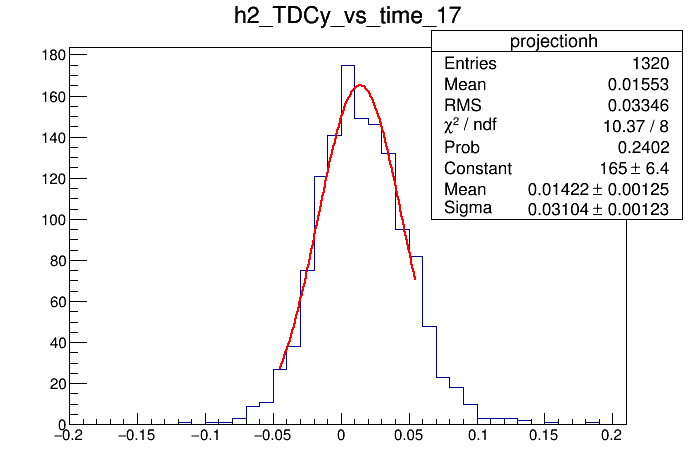 h2_TDCy_vs_time_17
projectionh
Entries 1320
Mean 0.01553
RMS 0.03346
χ² / ndf 10.37 / 8
Prob 0.2402
Constant 165 ± 6.4
Mean 0.01422 ± 0.00125
Sigma 0.03104 ± 0.00123
180
160
140
120
100
80
60
40
20
0
−0.2 −0.15 −0.1 −0.05 0 0.05 0.1 0.15 0.2